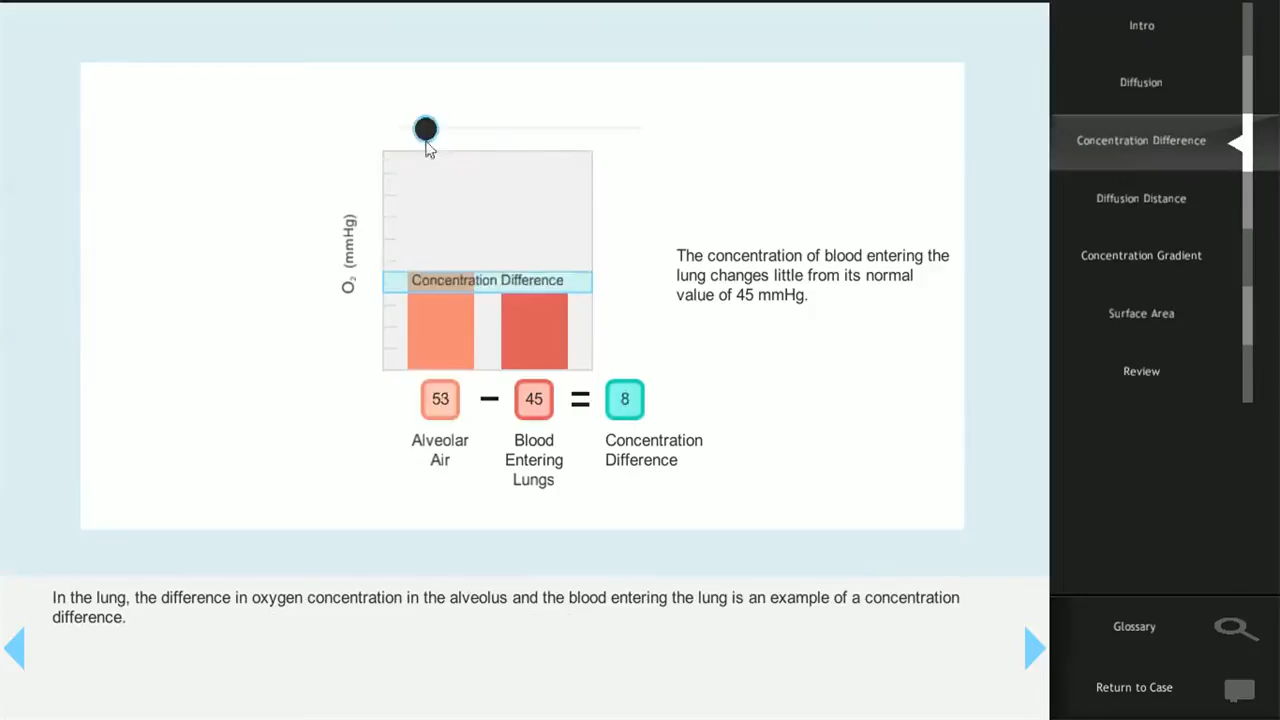 O₂ (mmHg)
Concentration Difference
The concentration of blood entering the
lung changes little from its normal
value of 45 mmHg.
53
45
8
Alveolar
Air
Blood
Entering
Lungs
Concentration
Difference
In the lung, the difference in oxygen concentration in the alveolus and the blood entering the lung is an example of a concentration
difference.
Intro
Diffusion
Concentration Difference
Diffusion Distance
Concentration Gradient
Surface Area
Review
Glossary
Return to Case